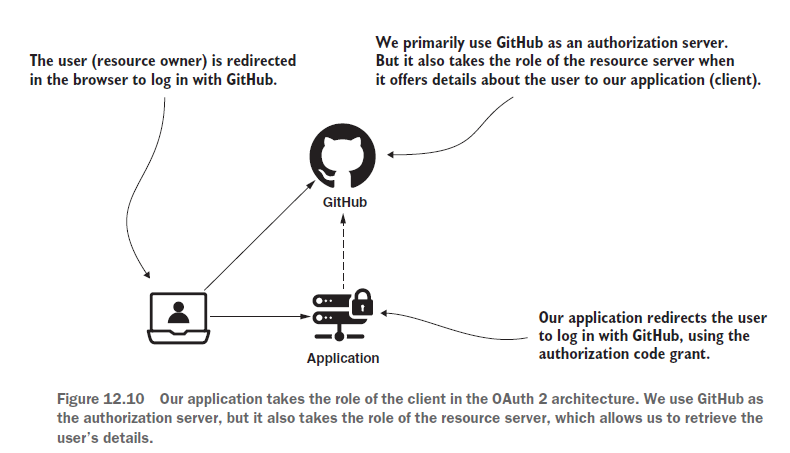 We primarily use GitHub as an authorization server.
But it also takes the role of the resource server when
it offers details about the user to our application (client).
The user (resource owner) is redirected
in the browser to log in with GitHub.
GitHub
Application
Our application redirects the user
to log in with GitHub, using the
authorization code grant.
Figure 12.10 Our application takes the role of the client in the OAuth 2 architecture. We use GitHub as
the authorization server, but it also takes the role of the resource server, which allows us to retrieve the
user's details.